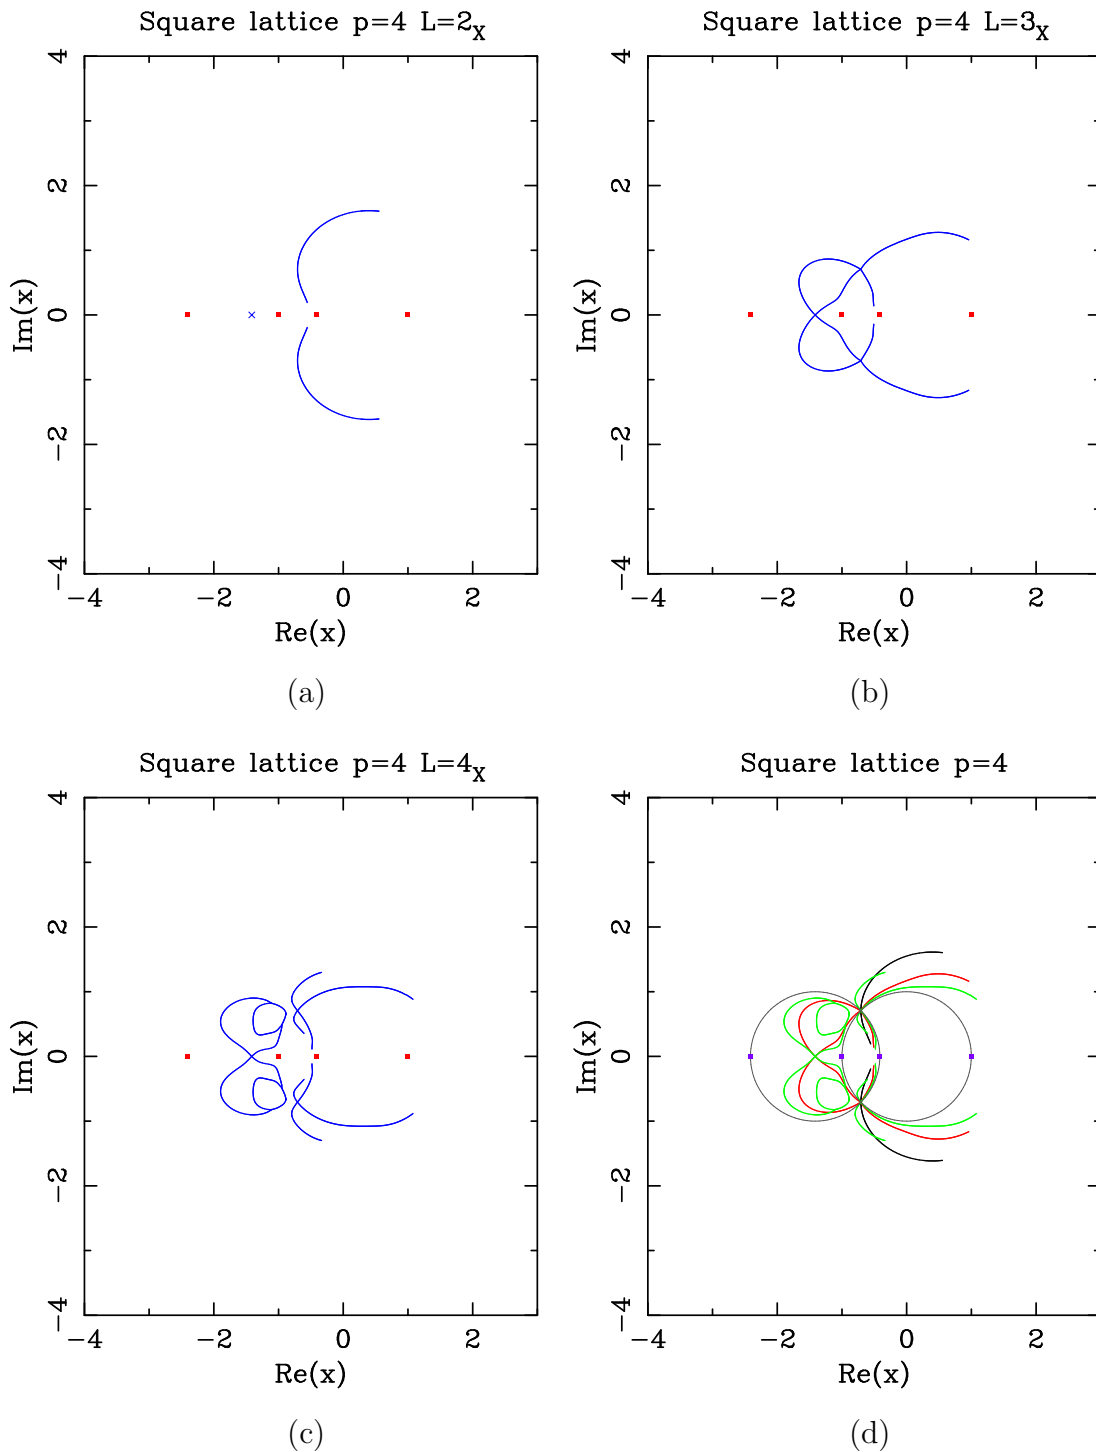 Square lattice p=4 L=2X
4
2
0
−2
−4
Im(x)
−4 −2 0 2
Re(x)
(a)
Square lattice p=4 L=3X
4
2
0
−2
−4
Im(x)
−4 −2 0 2
Re(x)
(b)
Square lattice p=4 L=4X
4
2
0
−2
−4
Im(x)
−4 −2 0 2
Re(x)
(c)
Square lattice p=4
4
2
0
−2
−4
Im(x)
−4 −2 0 2
Re(x)
(d)